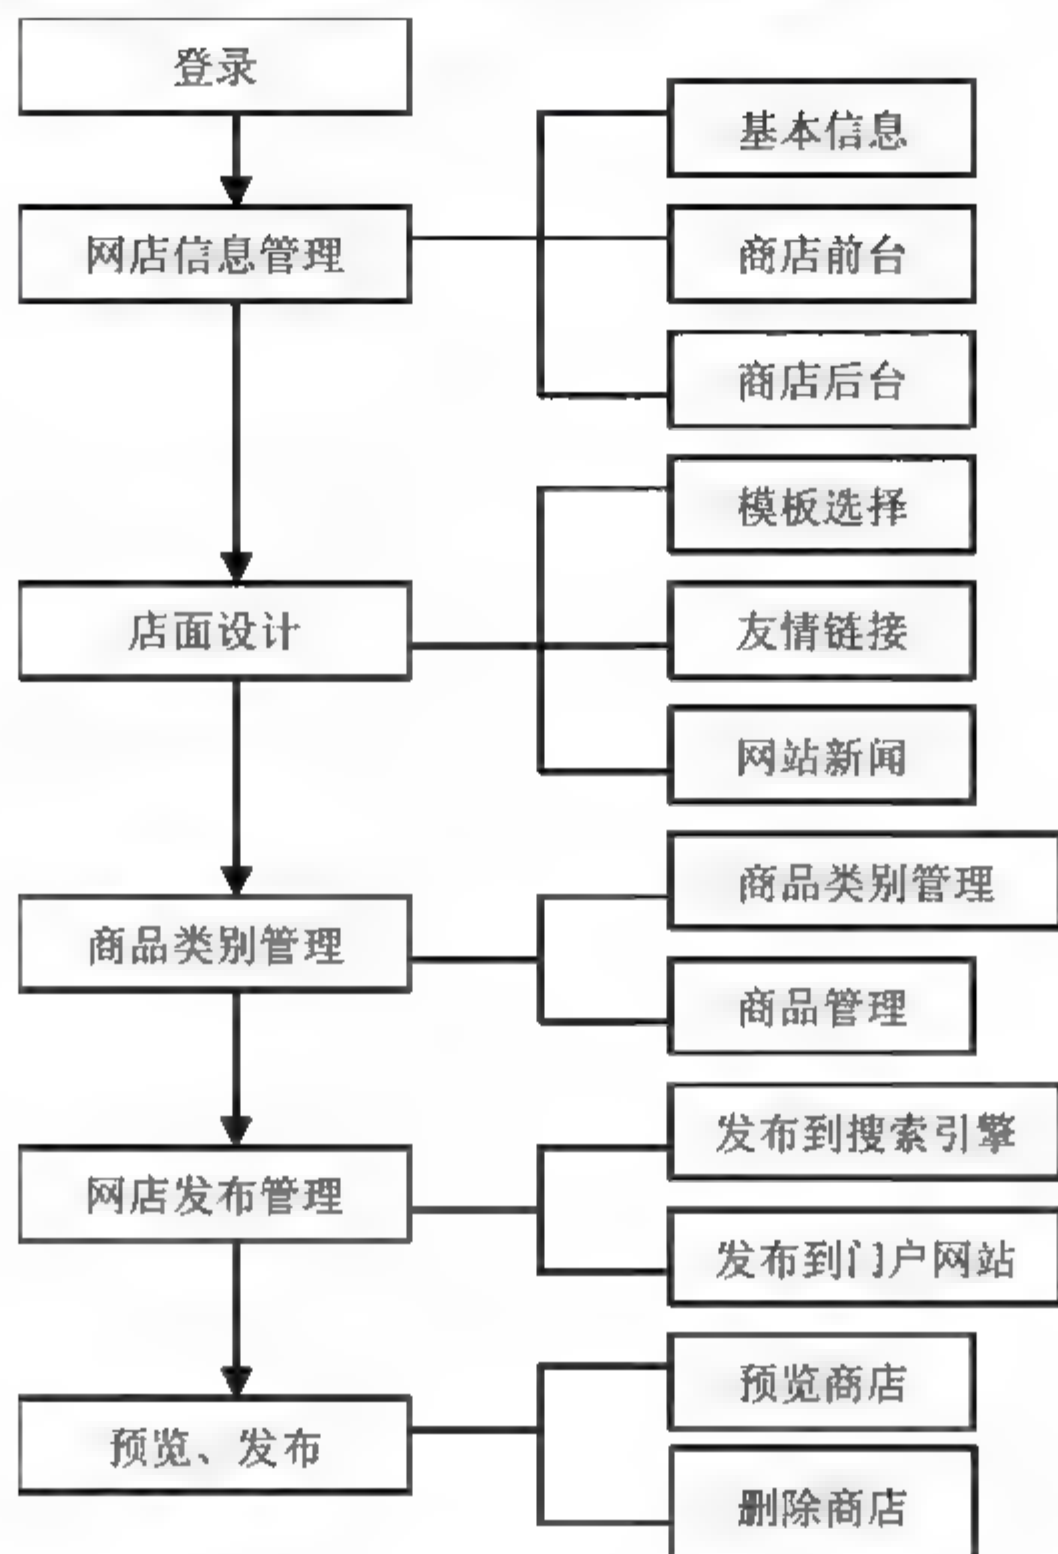 登录
基本信息
网店信息管理
商店前台
商店后台
模板选择
店面设计
友情链接
网站新闻
商品类别管理
商品类别管理
商品管理
发布到搜索引擎
网店发布管理
发布到门户网站
预览商店
预览、发布
删除商店